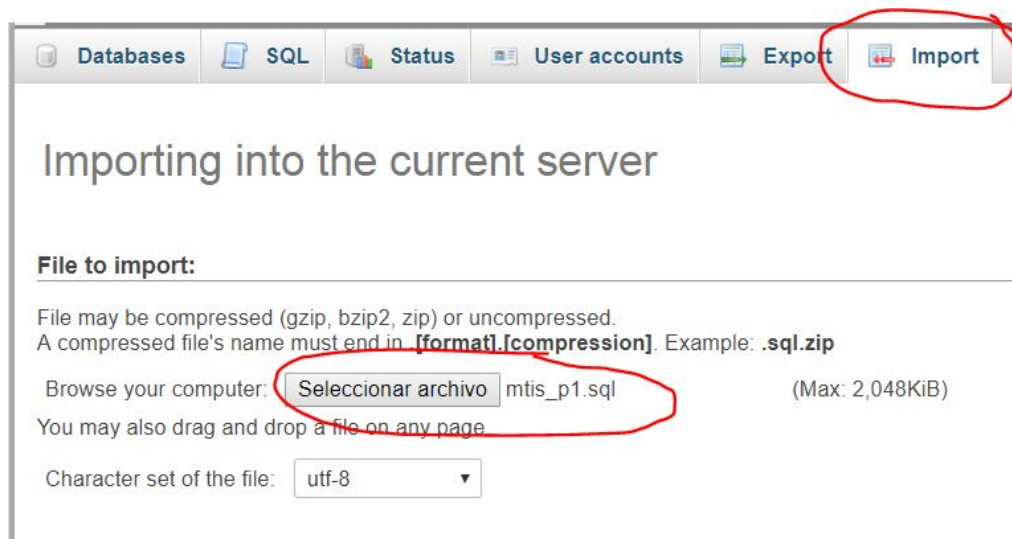 Databases SQL Status User accounts Export Import
Importing into the current server
File to import:
File may be compressed (gzip, bzip2, zip) or uncompressed.
A compressed file's name must end in .[format].[compression]. Example: .sql.zip
Browse your computer: Seleccionar archivo mtis_p1.sql (Max: 2,048KiB)
You may also drag and drop a file on any page
Character set of the file: utf-8